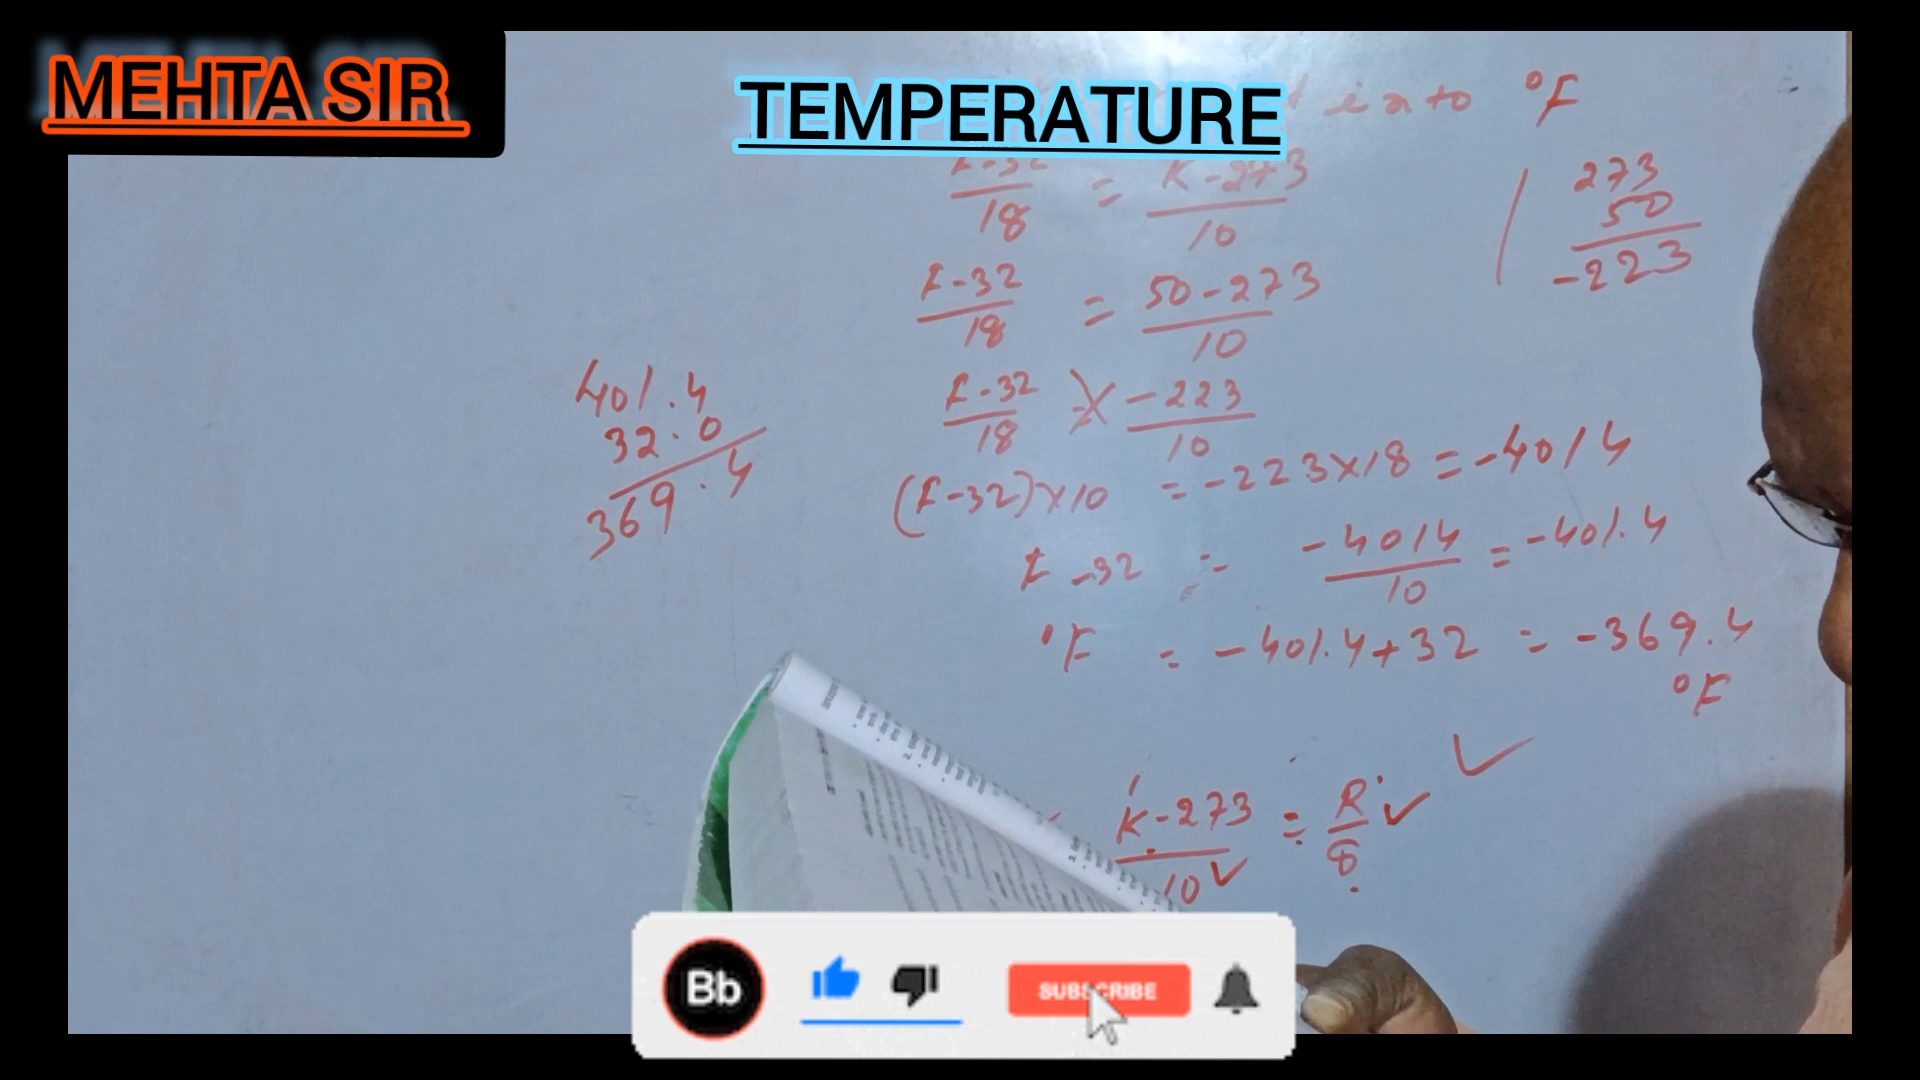 MEHTA SIR
TEMPERATURE
into °F
F-32 / 18 = K-273 / 10
273
50
-223
F-32 / 18 = 50-273 / 10
F-32 / 18 = -223 / 10
401.4
32.0
369.4
(F-32)×10 = -223×18 = -4014
F-32 = -4014 / 10 = -401.4
°F = -401.4+32 = -369.4
°F
K-273 / 10 = R / 8
Bb
SUBSCRIBE